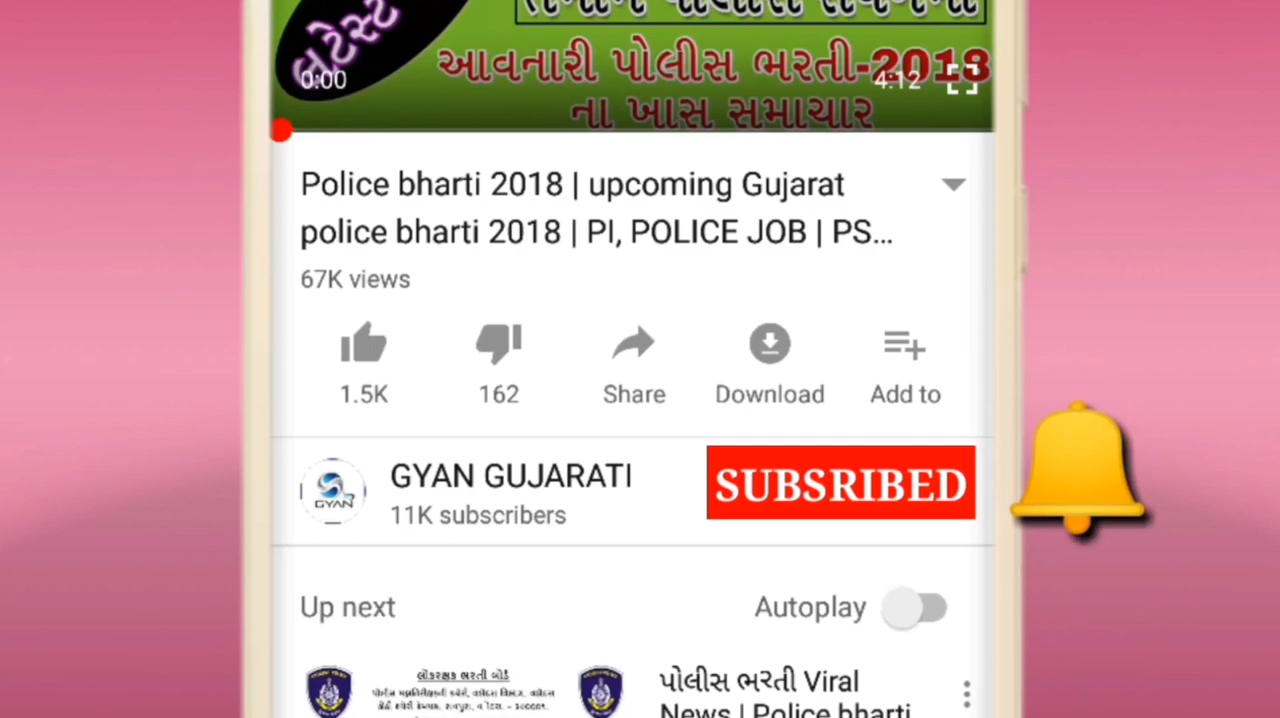 લેટેસ્ટ
આવનારી પોલીસ ભરતી-2018
ના ખાસ સમાચાર
0:00
4:12
Police bharti 2018 | upcoming Gujarat
police bharti 2018 | PI, POLICE JOB | PS...
67K views
1.5K
162
Share
Download
Add to
GYAN
GYAN GUJARATI
11K subscribers
SUBSRIBED
Up next
Autoplay
લોકરક્ષક ભરતી બોર્ડ
પોલીસ ભરતી Viral
News | Police bharti